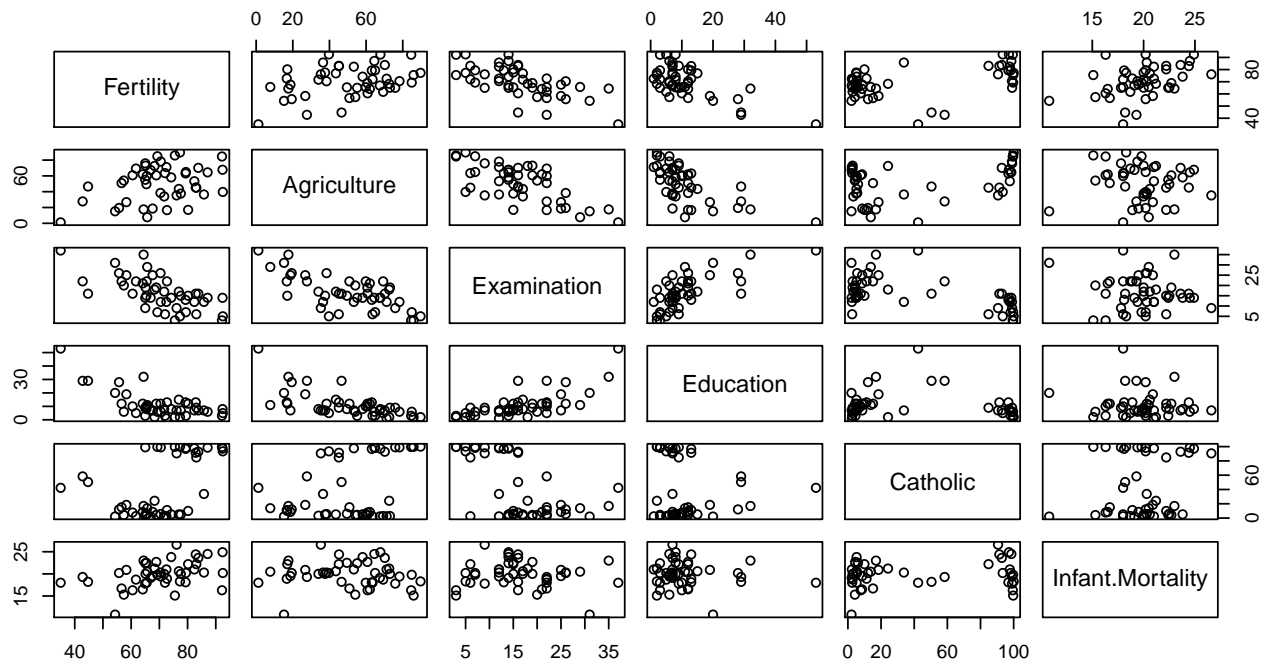 0 20 60
0 20 40
15 20 25
Fertility
40 80
0 60
Agriculture
Examination
5 25
0 30
Education
Catholic
0 60
15 25
Infant.Mortality
40 60 80
5 15 25 35
0 20 60 100